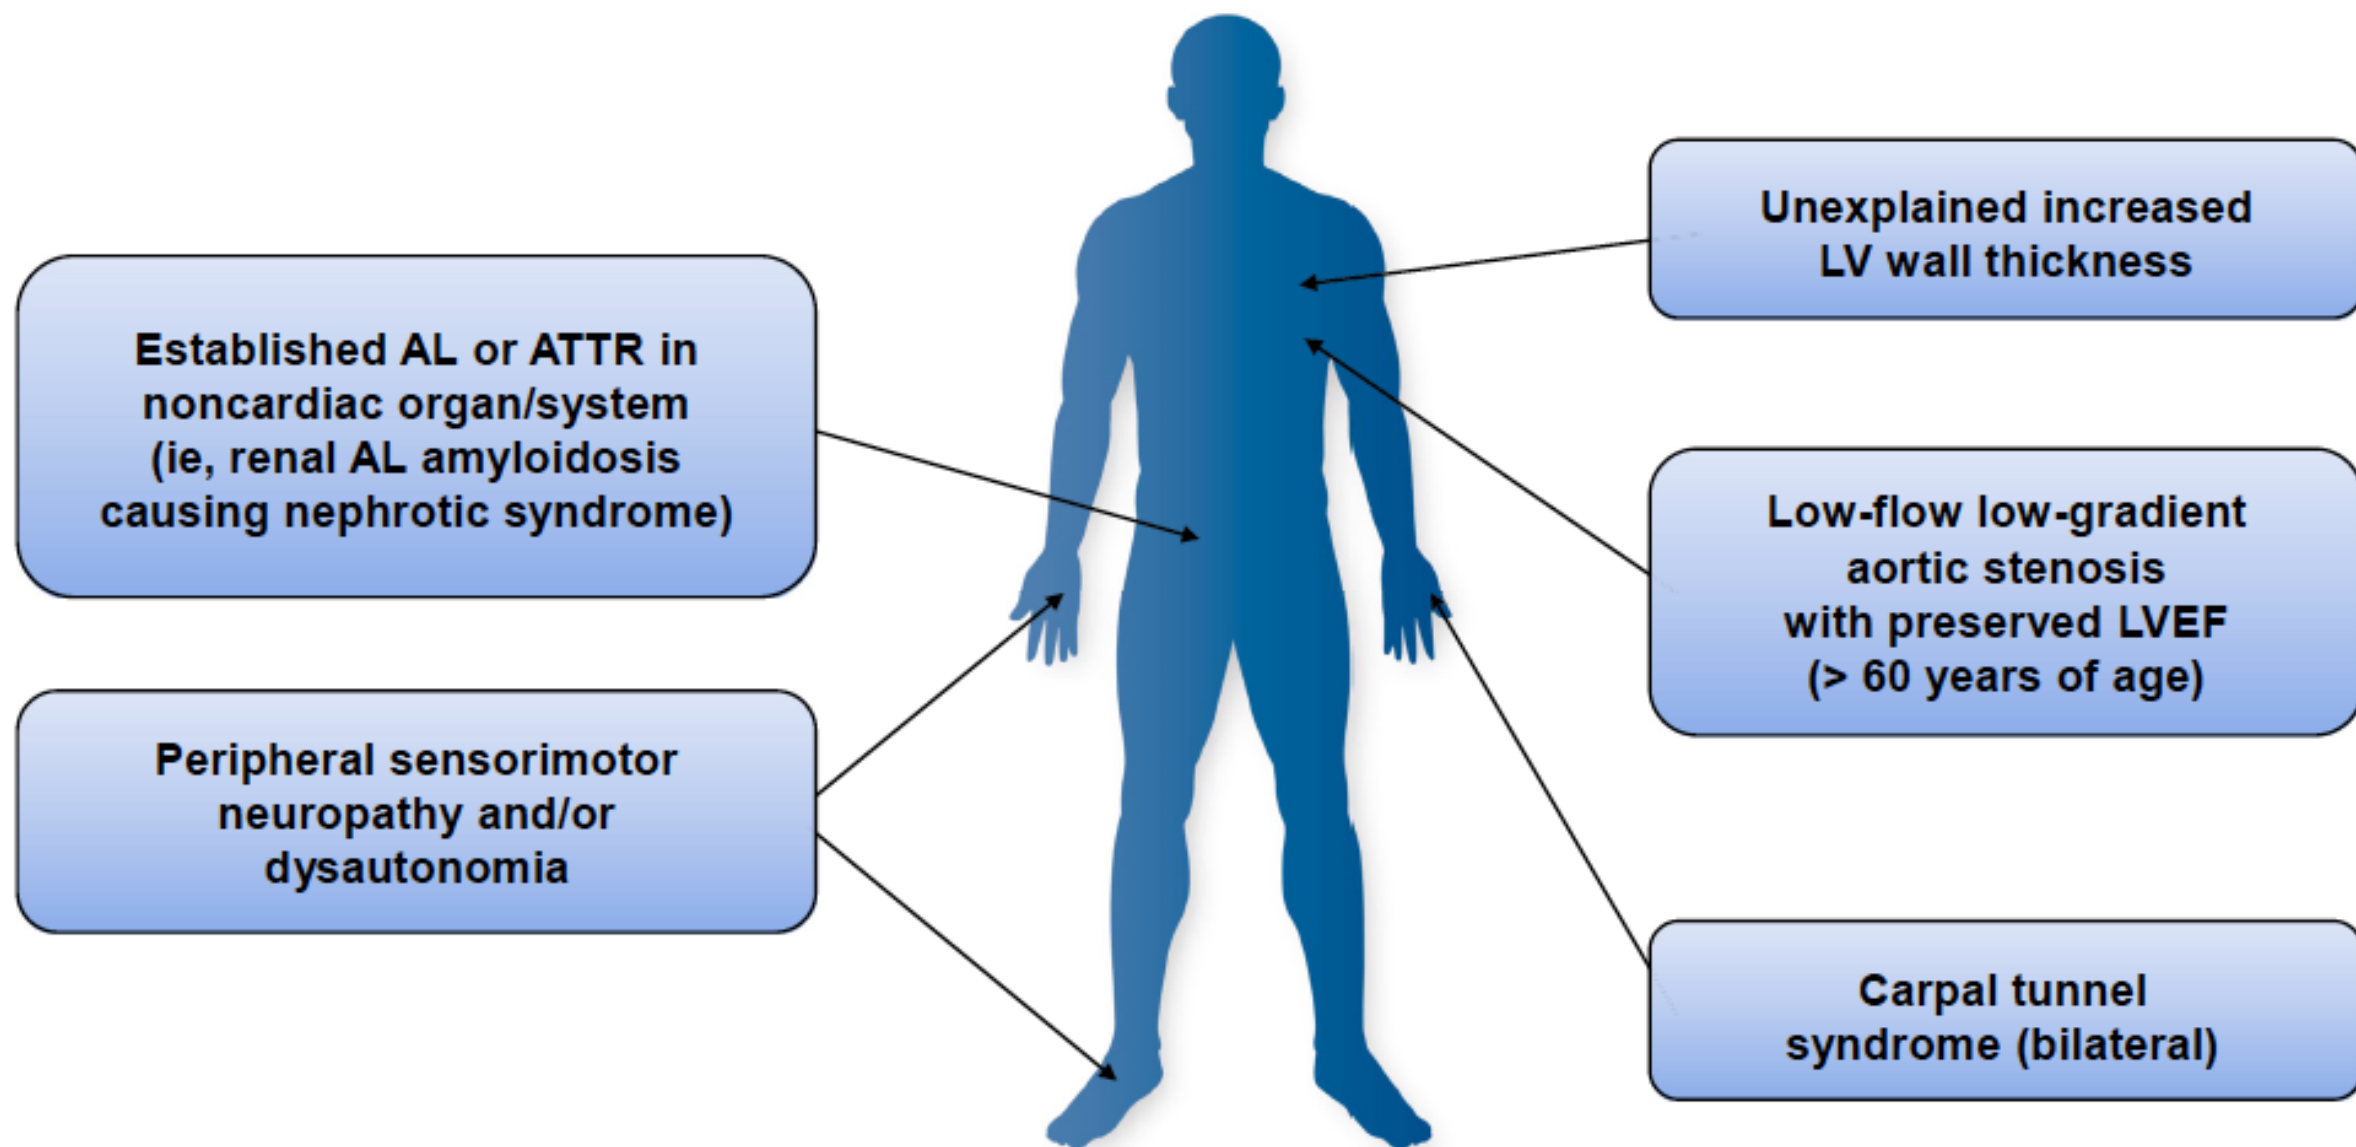 Established AL or ATTR in
noncardiac organ/system
(ie, renal AL amyloidosis
causing nephrotic syndrome)
Peripheral sensorimotor
neuropathy and/or
dysautonomia
Unexplained increased
LV wall thickness
Low-flow low-gradient
aortic stenosis
with preserved LVEF
(> 60 years of age)
Carpal tunnel
syndrome (bilateral)